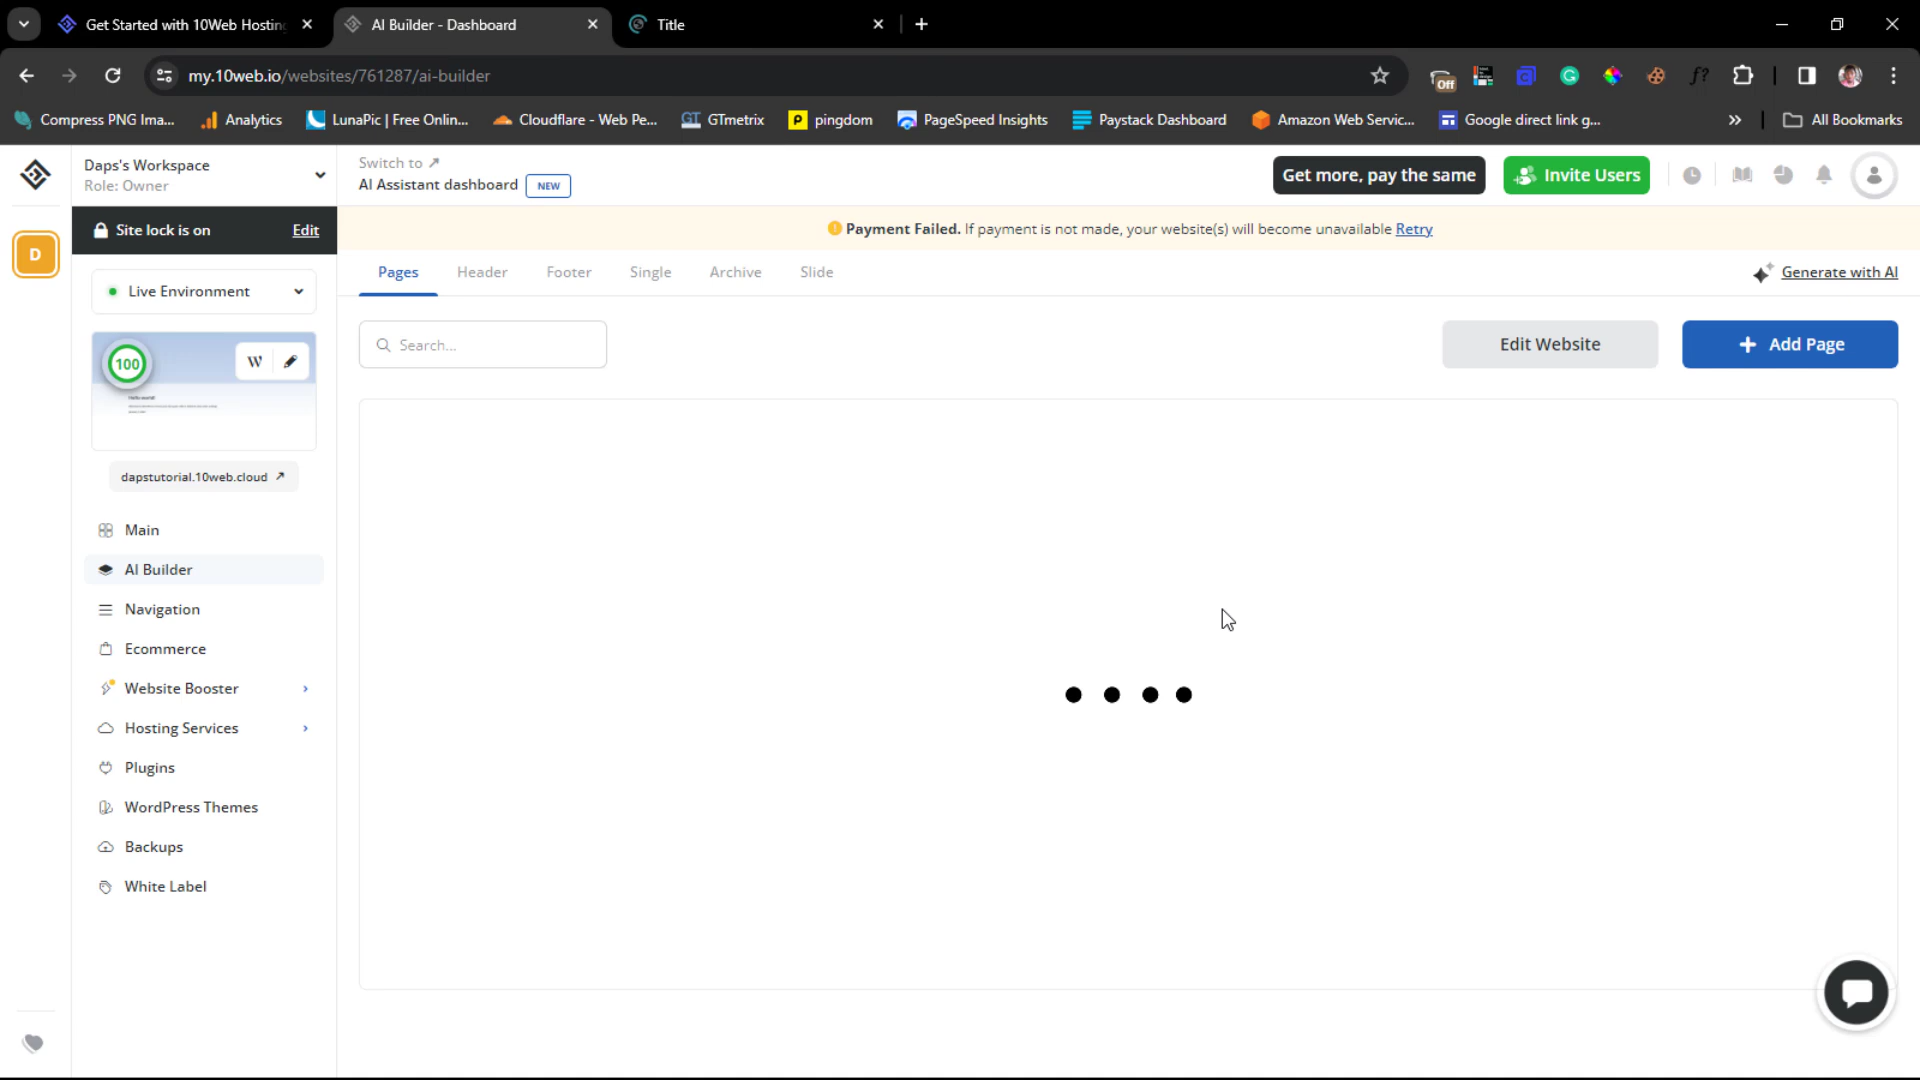 Get Started with 10Web Hostin
AI Builder - Dashboard
Title
my.10web.io/websites/761287/ai-builder
Off
Compress PNG Ima...
Analytics
LunaPic | Free Onlin...
Cloudflare - Web Pe...
GTmetrix
pingdom
PageSpeed Insights
Paystack Dashboard
Amazon Web Servic...
Google direct link g...
All Bookmarks
Daps's Workspace
Role: Owner
Switch to
AI Assistant dashboard
NEW
Get more, pay the same
Invite Users
Site lock is on
Edit
Payment Failed. If payment is not made, your website(s) will become unavailable Retry
D
Live Environment
Pages
Header
Footer
Single
Archive
Slide
Generate with AI
Search...
Edit Website
Add Page
100
W
Hello world!
dapstutorial.10web.cloud
Main
AI Builder
Navigation
Ecommerce
Website Booster
Hosting Services
Plugins
WordPress Themes
Backups
White Label